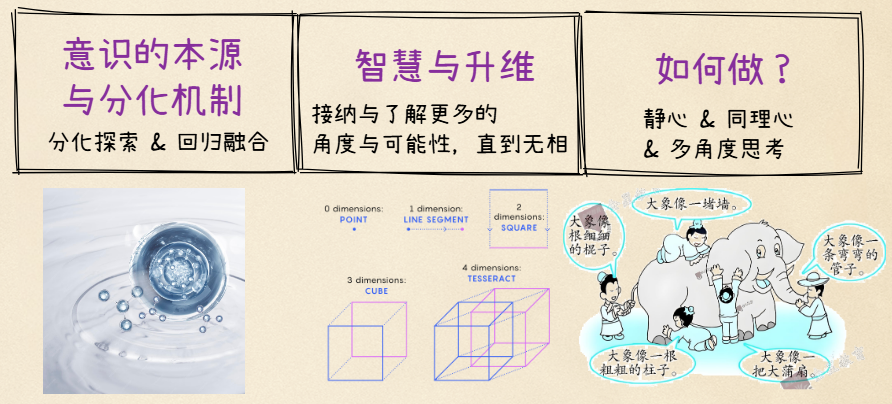 意识的本源
与分化机制
分化探索 & 回归融合
智慧与升维
接纳与了解更多的
角度与可能性，直到无相
如何做？
静心 & 同理心
& 多角度思考
0 dimensions:
POINT
1 dimension:
LINE SEGMENT
2
dimensions:
SQUARE
3 dimensions:
CUBE
4 dimensions:
TESSERACT
大象像一堵墙。
大象像
根细细
的棍子。
大象像一
条弯弯的
管子。
大象像一根
粗粗的柱子。
大象像一
把大蒲扇。